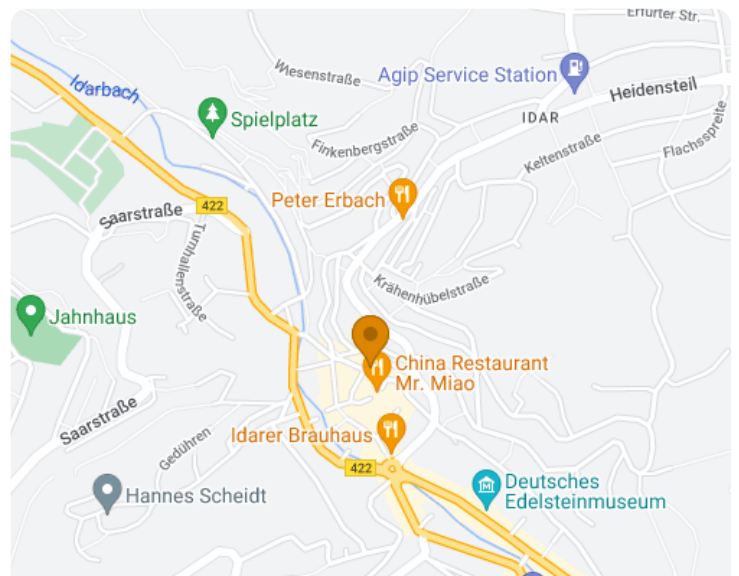 Erfurter Str.
Wiesenstraße
Agip Service Station
Idarbach
Heidensteil
Spielplatz
IDAR
Finkenbergstraße
Keltenstraße
Flachsspreite
Peter Erbach
Saarstraße
422
Turnhallenstraße
Krähenhübelstraße
Jahnhaus
China Restaurant
Mr. Miao
Saarstraße
Gedühren
Idarer Brauhaus
422
Hannes Scheidt
Deutsches
Edelsteinmuseum